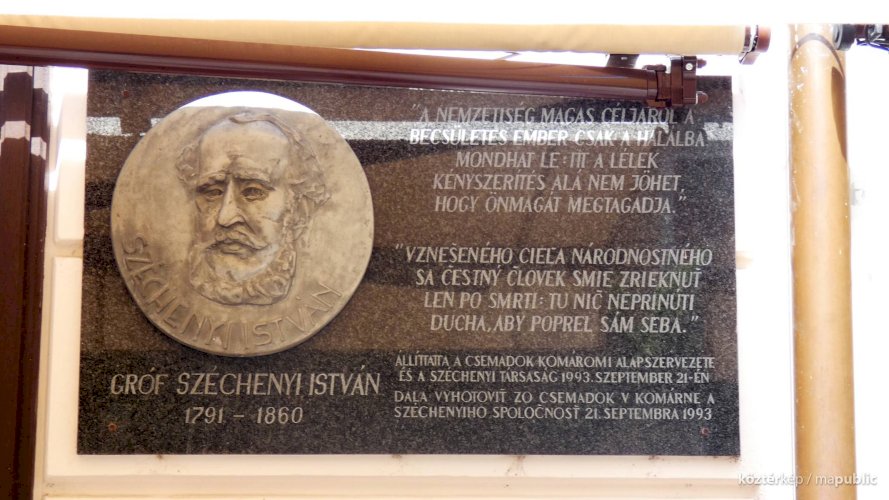 SZÉCHENYI ISTVÁN
GRÓF SZÉCHENYI ISTVÁN
1791 - 1860
"A NEMZETISÉG MAGAS CÉLJÁRÓL A
BECSÜLETES EMBER CSAK A HALÁLBA
MONDHAT LE: ITT A LÉLEK
KÉNYSZERÍTÉS ALÁ NEM JÖHET,
HOGY ÖNMAGÁT MEGTAGADJA."
"VZNEŠENÉHO CIEĽA NÁRODNOSTNÉHO
SA ČESTNÝ ČLOVEK SMIE ZRIEKNUŤ
LEN PO SMRTI: TU NIČ NEPRINÚTI
DUCHA, ABY POPREL SÁM SEBA."
ÁLLÍTTATTA A CSEMADOK KOMÁROMI ALAPSZERVEZETE
ÉS A SZÉCHENYI TÁRSASÁG 1993. SZEPTEMBER 21-ÉN
DALA VYHOTOVIŤ ZO CSEMADOK V KOMÁRNE A
SZÉCHENYIHO SPOLOČNOSŤ 21. SEPTEMBRA 1993
köztérkép / mapublic